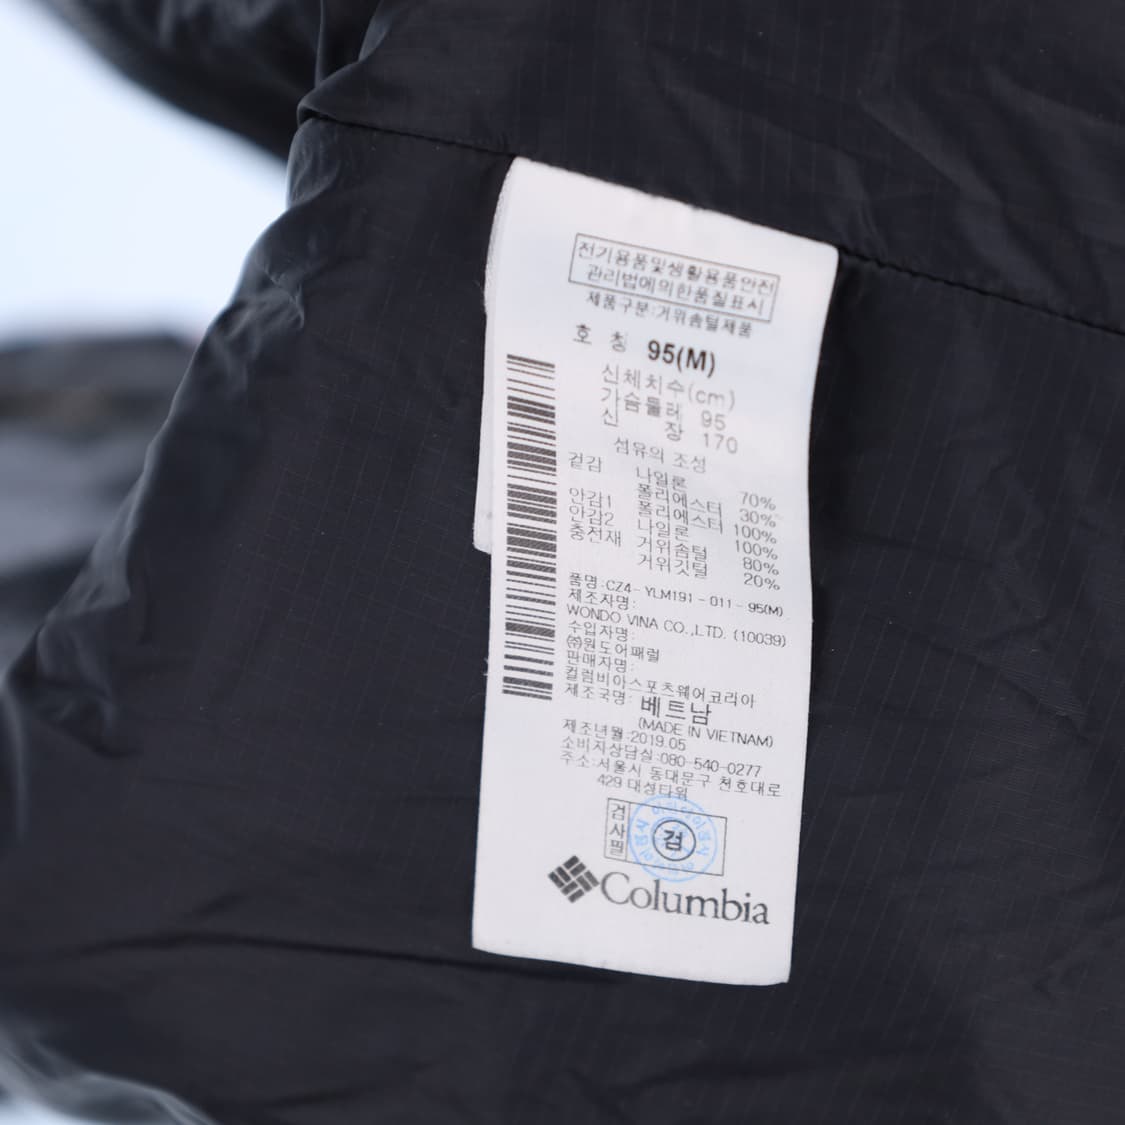 전기용품및생활용품안전
관리법에의한품질표시
제품구분:거위솜털제품
호 칭 95(M)
신체치수(cm)
가슴둘레 95
신 장 170
섬유의 조성
겉감 나일론 70%
폴리에스터 30%
안감1 폴리에스터 100%
안감2 나일론 100%
충전재 거위솜털 80%
거위깃털 20%
품명:CZ4-YLM191-011-95(M)
제조자명:
WONDO VINA CO.,LTD. (10039)
수입자명:
㈜원도어패럴
판매자명:
컬럼비아스포츠웨어코리아
제조국명: 베트남
(MADE IN VIETNAM)
제조년월:2019.05
소비자상담실:080-540-0277
주소:서울시 동대문구 천호대로
429 대성타워
검사필
검
Columbia